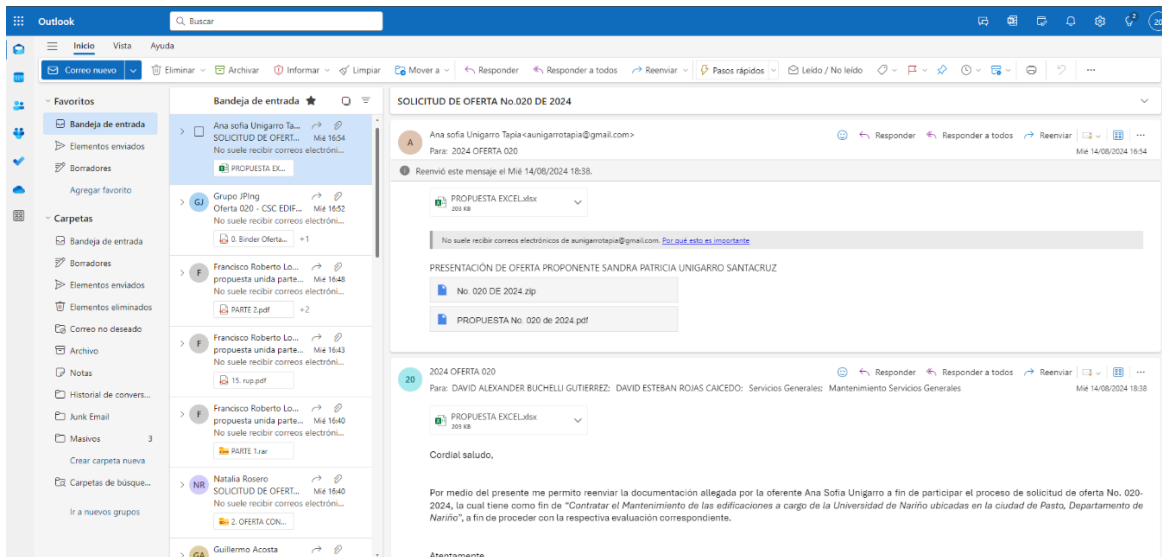 Outlook
Buscar
20
Inicio Vista Ayuda
Correo nuevo Eliminar Archivar Informar Limpiar Mover a Responder Responder a todos Reenviar Pasos rápidos Leído / No leído
Favoritos
Bandeja de entrada
Elementos enviados
Borradores
Agregar favorito
Carpetas
Bandeja de entrada
Borradores
Elementos enviados
Elementos eliminados
Correo no deseado
Archivo
Notas
Historial de convers...
Junk Email
Masivos 3
Crear carpeta nueva
Carpetas de búsque...
Ir a nuevos grupos
Bandeja de entrada
Ana sofia Unigarro Ta...
SOLICITUD DE OFERT... Mié 16:54
No suele recibir correos electróni...
PROPUESTA EX...
GJ
Grupo JPIng
Oferta 020 - CSC EDIF... Mié 16:52
No suele recibir correos electróni...
0. Binder Oferta... +1
F
Francisco Roberto Lo...
propuesta unida parte... Mié 16:48
No suele recibir correos electróni...
PARTE 2.pdf +2
F
Francisco Roberto Lo...
propuesta unida parte... Mié 16:43
No suele recibir correos electróni...
15. rup.pdf
F
Francisco Roberto Lo...
propuesta unida parte... Mié 16:40
No suele recibir correos electróni...
PARTE 1.rar
NR
Natalia Rosero
SOLICITUD DE OFERT... Mié 16:40
No suele recibir correos electróni...
2. OFERTA CON...
GA
Guillermo Acosta
SOLICITUD DE OFERTA No.020 DE 2024
A
Ana sofia Unigarro Tapia<aunigarrotapia@gmail.com>
Responder Responder a todos Reenviar
Para: 2024 OFERTA 020
Mié 14/08/2024 16:54
Reenvió este mensaje el Mié 14/08/2024 18:38.
PROPUESTA EXCEL.xlsx
203 KB
No suele recibir correos electrónicos de aunigarrotapia@gmail.com. Por qué esto es importante
PRESENTACIÓN DE OFERTA PROPONENTE SANDRA PATRICIA UNIGARRO SANTACRUZ
No. 020 DE 2024.zip
PROPUESTA No. 020 de 2024.pdf
20
2024 OFERTA 020
Responder Responder a todos Reenviar
Para: DAVID ALEXANDER BUCHELLI GUTIERREZ; DAVID ESTEBAN ROJAS CAICEDO; Servicios Generales; Mantenimiento Servicios Generales
Mié 14/08/2024 18:38
PROPUESTA EXCEL.xlsx
203 KB
Cordial saludo,
Por medio del presente me permito reenviar la documentación allegada por la oferente Ana Sofia Unigarro a fin de participar el proceso de solicitud de oferta No. 020-
2024, la cual tiene como fin de "Contratar el Mantenimiento de las edificaciones a cargo de la Universidad de Nariño ubicadas en la ciudad de Pasto, Departamento de
Nariño", a fin de proceder con la respectiva evaluación correspondiente.
Atentamente